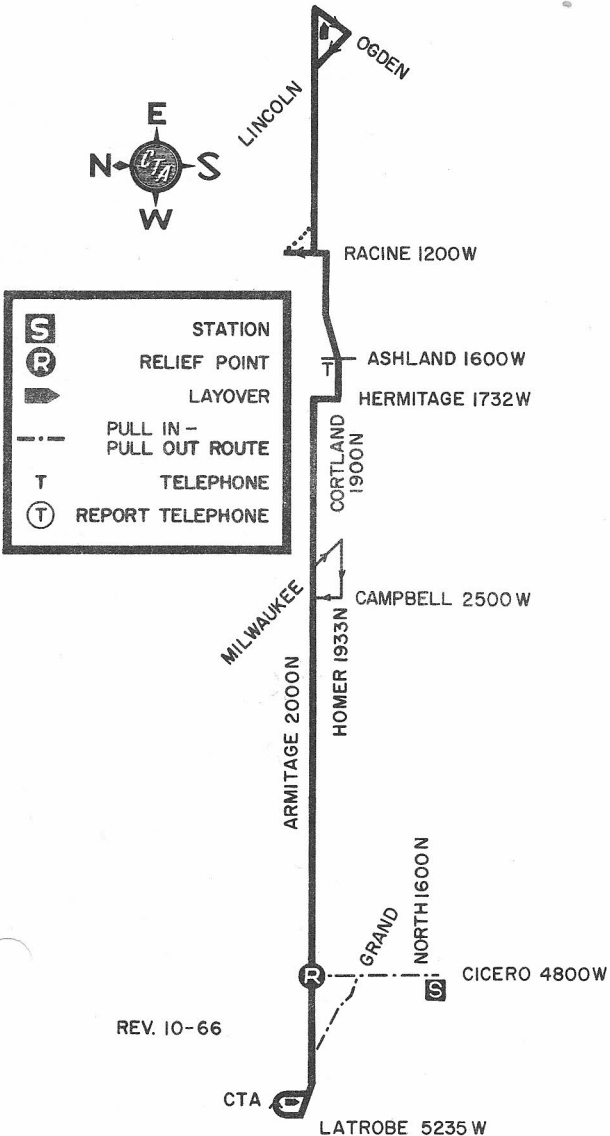 OGDEN
LINCOLN
E
N
CTA
S
W
RACINE 1200W
S STATION
R RELIEF POINT
LAYOVER
PULL IN -
PULL OUT ROUTE
T TELEPHONE
T REPORT TELEPHONE
ASHLAND 1600W
T
HERMITAGE 1732W
CORTLAND
1900N
MILWAUKEE
CAMPBELL 2500W
HOMER 1933N
ARMITAGE 2000N
GRAND
NORTH 1600N
R
CICERO 4800W
S
REV. 10-66
CTA
LATROBE 5235W